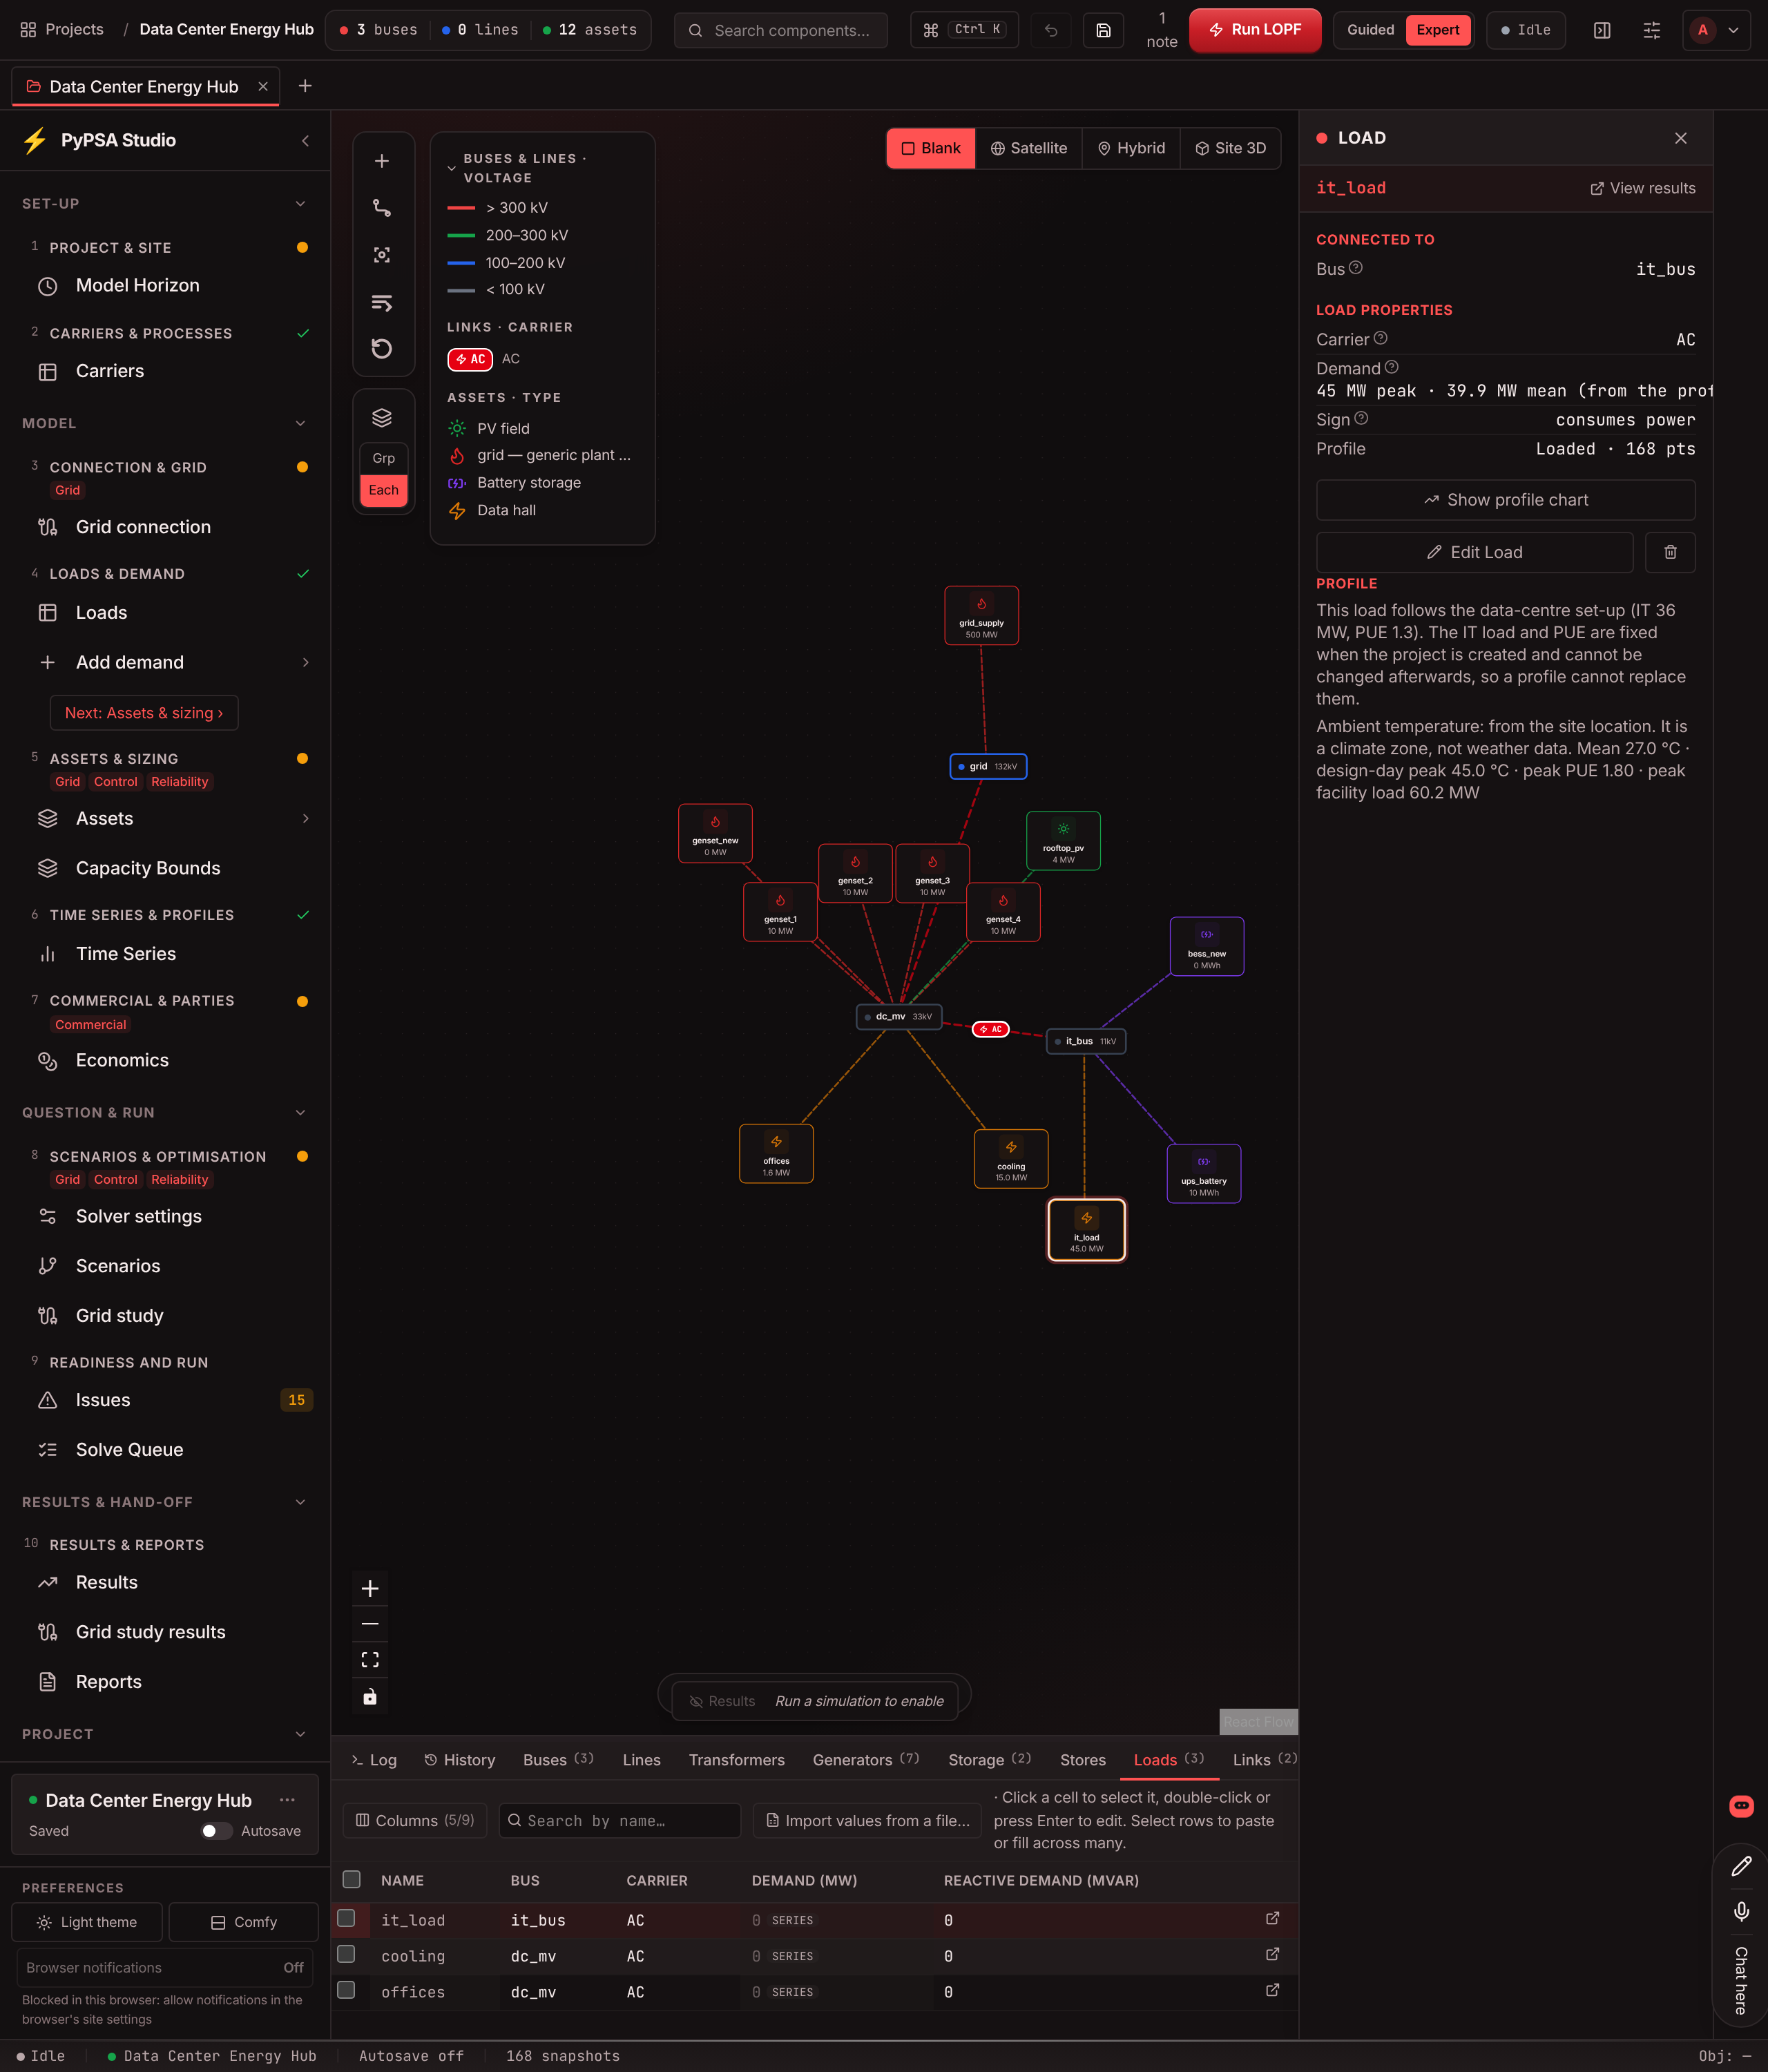 Projects / Data Center Energy Hub
3 buses
0 lines
12 assets
Search components...
Ctrl K
1 note
Run LOPF
Guided
Expert
Idle
A
Data Center Energy Hub
PyPSA Studio
SET-UP
1 PROJECT & SITE
Model Horizon
2 CARRIERS & PROCESSES
Carriers
MODEL
3 CONNECTION & GRID
Grid
Grid connection
4 LOADS & DEMAND
Loads
Add demand
Next: Assets & sizing ›
5 ASSETS & SIZING
Grid Control Reliability
Assets
Capacity Bounds
6 TIME SERIES & PROFILES
Time Series
7 COMMERCIAL & PARTIES
Commercial
Economics
QUESTION & RUN
8 SCENARIOS & OPTIMISATION
Grid Control Reliability
Solver settings
Scenarios
Grid study
9 READINESS AND RUN
Issues 15
Solve Queue
RESULTS & HAND-OFF
10 RESULTS & REPORTS
Results
Grid study results
Reports
PROJECT
Data Center Energy Hub
Saved
Autosave
PREFERENCES
Light theme
Comfy
Browser notifications Off
Blocked in this browser: allow notifications in the
browser's site settings
Grp
Each
BUSES & LINES ·
VOLTAGE
> 300 kV
200–300 kV
100–200 kV
< 100 kV
LINKS · CARRIER
AC AC
ASSETS · TYPE
PV field
grid — generic plant ...
Battery storage
Data hall
Blank
Satellite
Hybrid
Site 3D
grid_supply
500 MW
grid 132kV
genset_new
0 MW
rooftop_pv
4 MW
genset_2
10 MW
genset_3
10 MW
genset_1
10 MW
genset_4
10 MW
bess_new
0 MWh
dc_mv 33kV
AC
it_bus 11kV
offices
1.6 MW
cooling
15.0 MW
ups_battery
10 MWh
it_load
45.0 MW
Results Run a simulation to enable
React Flow
LOAD
it_load
View results
CONNECTED TO
Bus it_bus
LOAD PROPERTIES
Carrier AC
Demand
45 MW peak · 39.9 MW mean (from the prof
Sign consumes power
Profile Loaded · 168 pts
Show profile chart
Edit Load
PROFILE
This load follows the data-centre set-up (IT 36
MW, PUE 1.3). The IT load and PUE are fixed
when the project is created and cannot be
changed afterwards, so a profile cannot replace
them.
Ambient temperature: from the site location. It is
a climate zone, not weather data. Mean 27.0 °C ·
design-day peak 45.0 °C · peak PUE 1.80 · peak
facility load 60.2 MW
Log
History
Buses (3)
Lines
Transformers
Generators (7)
Storage (2)
Stores
Loads (3)
Links (2)
Columns (5/9)
Search by name…
Import values from a file...
· Click a cell to select it, double-click or
press Enter to edit. Select rows to paste
or fill across many.
NAME BUS CARRIER DEMAND (MW) REACTIVE DEMAND (MVAR)
it_load it_bus AC 0 SERIES 0
cooling dc_mv AC 0 SERIES 0
offices dc_mv AC 0 SERIES 0
Chat here
Idle
Data Center Energy Hub
Autosave off
168 snapshots
Obj: —